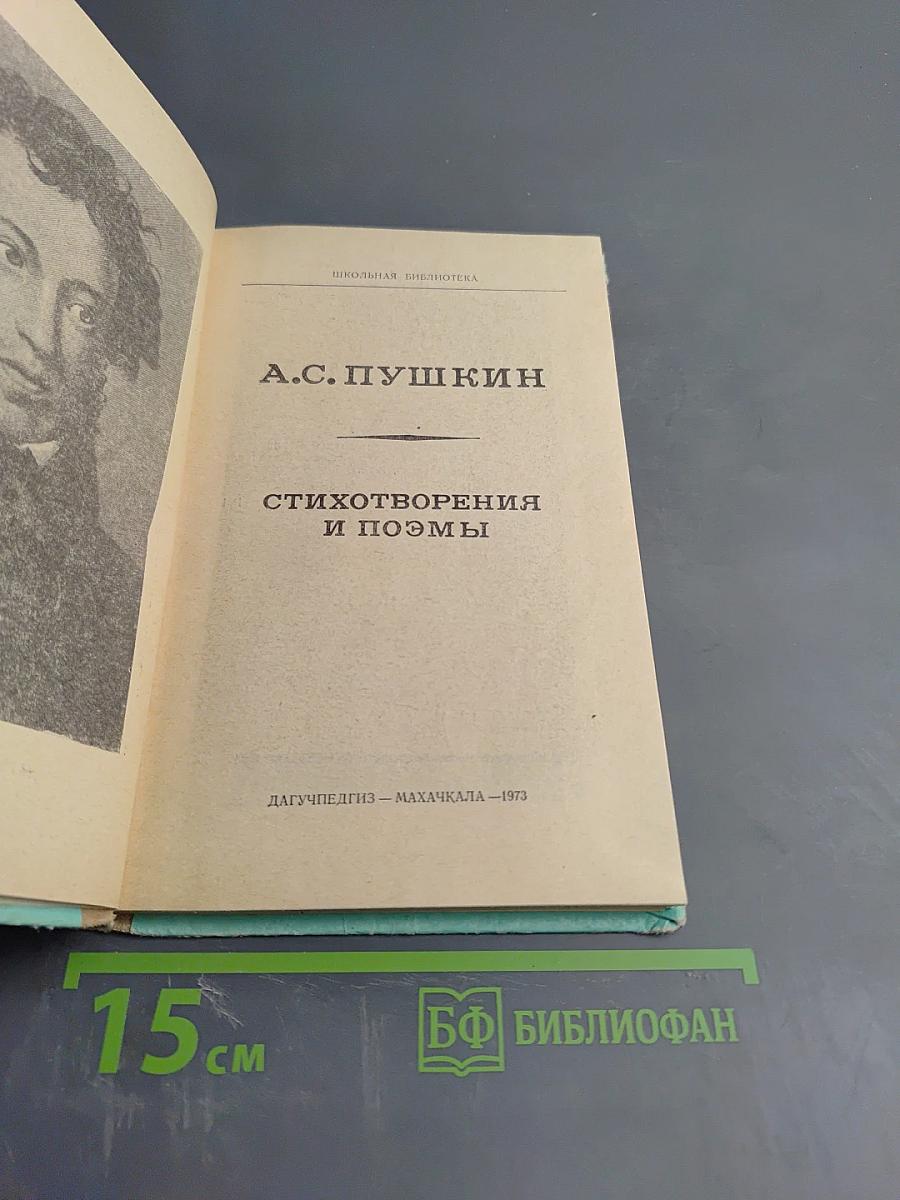 ШКОЛЬНАЯ БИБЛИОТЕКА
А.С. ПУШКИН
СТИХОТВОРЕНИЯ
И ПОЭМЫ
ДАГУЧПЕДГИЗ — МАХАЧКАЛА —1973
15 см
БФ БИБЛИОФАН